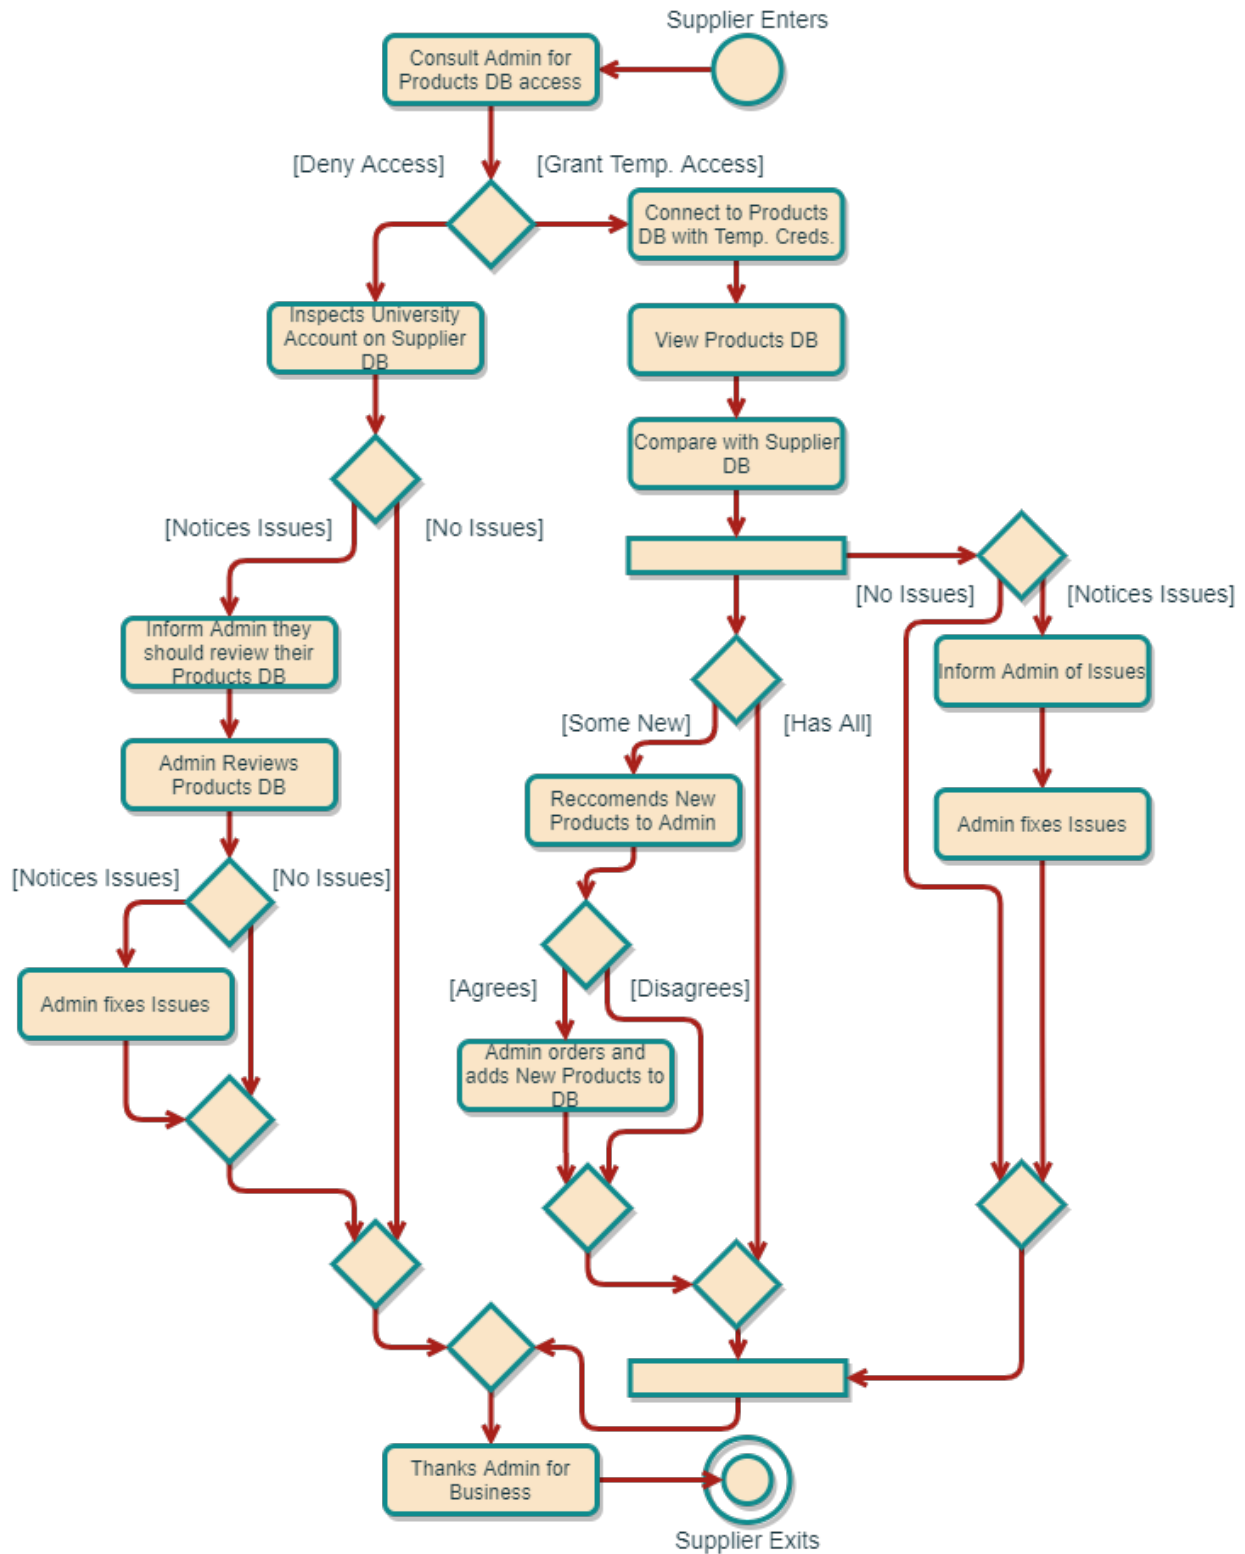 Supplier Enters
Consult Admin for
Products DB access
[Deny Access]
[Grant Temp. Access]
Connect to Products
DB with Temp. Creds.
Inspects University
Account on Supplier
DB
View Products DB
Compare with Supplier
DB
[Notices Issues]
[No Issues]
[No Issues]
[Notices Issues]
Inform Admin they
should review their
Products DB
Inform Admin of Issues
[Some New]
[Has All]
Admin Reviews
Products DB
Reccomends New
Products to Admin
Admin fixes Issues
[Notices Issues]
[No Issues]
[Agrees]
[Disagrees]
Admin fixes Issues
Admin orders and
adds New Products to
DB
Thanks Admin for
Business
Supplier Exits